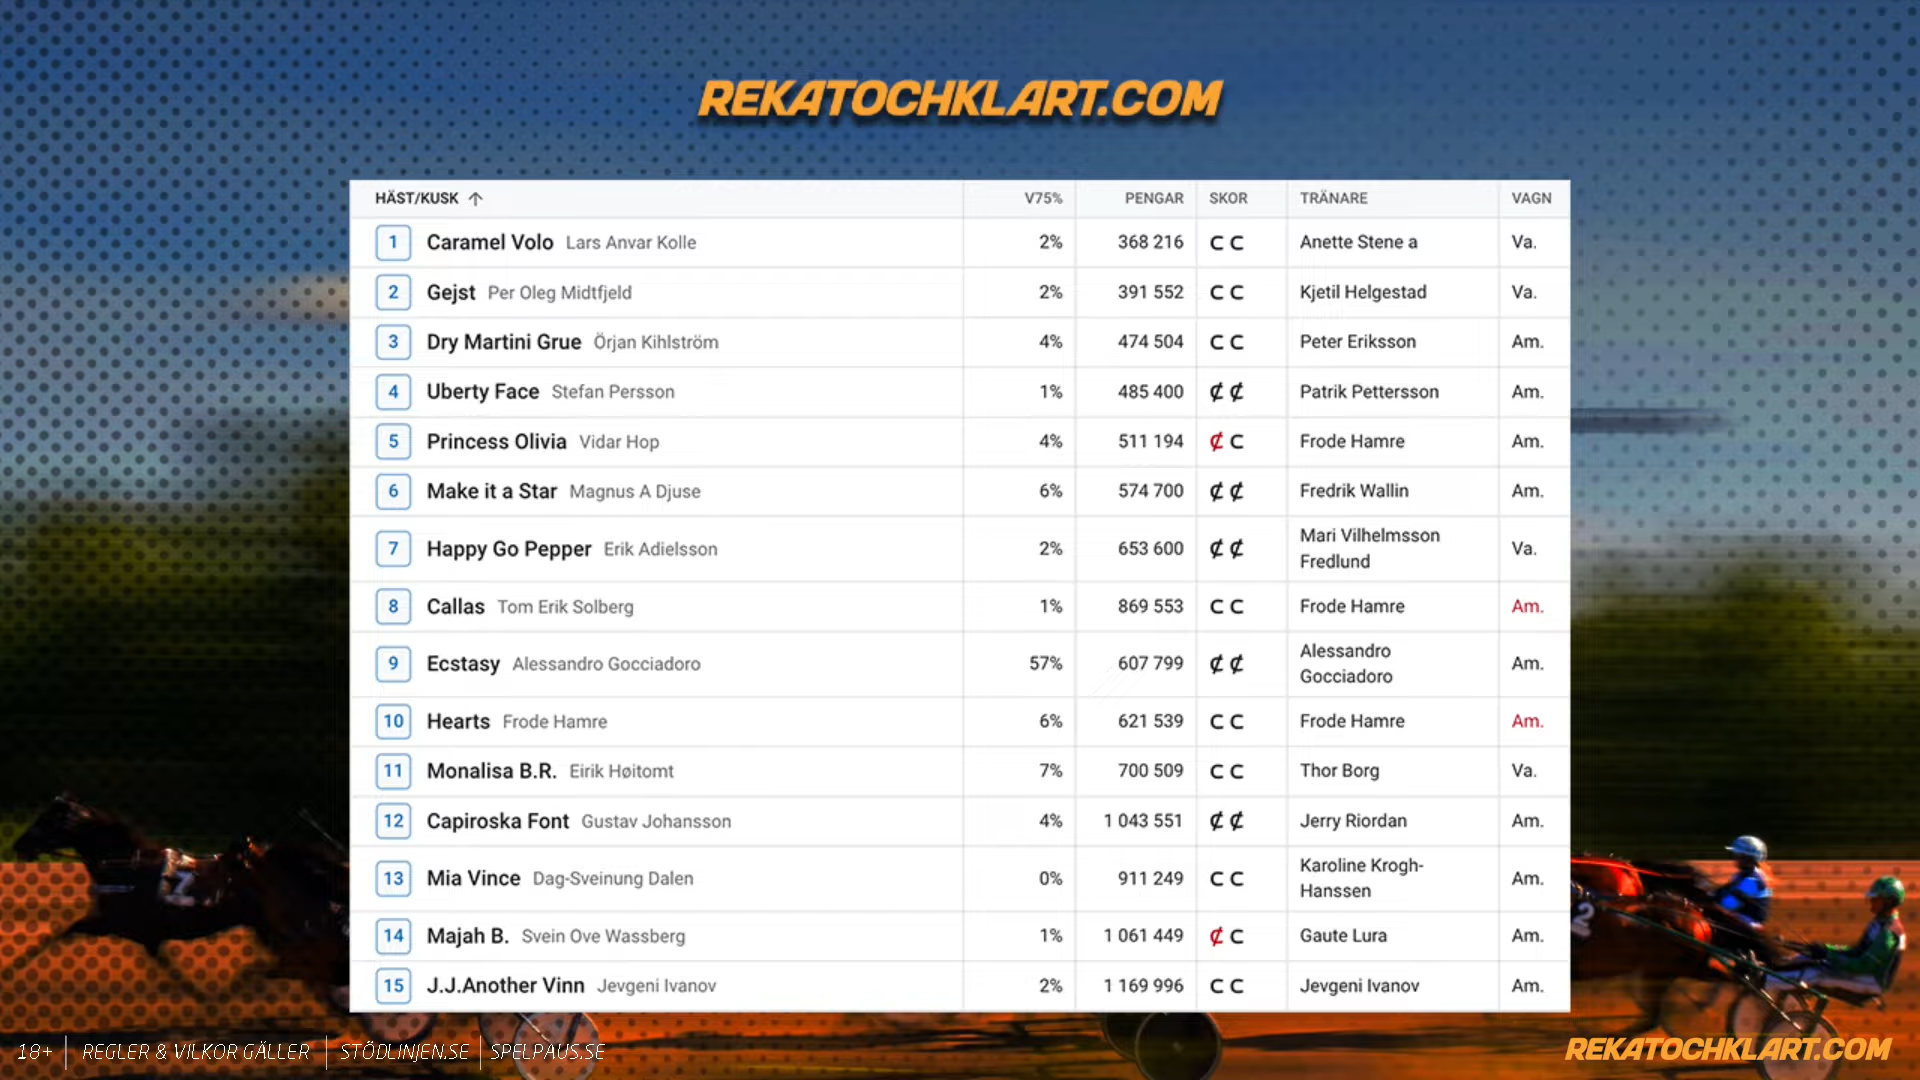 REKATOCHKLART.COM
HÄST/KUSK ↑ V75% PENGAR SKOR TRÄNARE VAGN
1 Caramel Volo Lars Anvar Kolle 2% 368 216 C C Anette Stene a Va.
2 Gejst Per Oleg Midtfjeld 2% 391 552 C C Kjetil Helgestad Va.
3 Dry Martini Grue Örjan Kihlström 4% 474 504 C C Peter Eriksson Am.
4 Uberty Face Stefan Persson 1% 485 400 ₵ ₵ Patrik Pettersson Am.
5 Princess Olivia Vidar Hop 4% 511 194 ₵ C Frode Hamre Am.
6 Make it a Star Magnus A Djuse 6% 574 700 ₵ ₵ Fredrik Wallin Am.
7 Happy Go Pepper Erik Adielsson 2% 653 600 ₵ ₵ Mari Vilhelmsson Fredlund Va.
8 Callas Tom Erik Solberg 1% 869 553 C C Frode Hamre Am.
9 Ecstasy Alessandro Gocciadoro 57% 607 799 ₵ ₵ Alessandro Gocciadoro Am.
10 Hearts Frode Hamre 6% 621 539 C C Frode Hamre Am.
11 Monalisa B.R. Eirik Høitomt 7% 700 509 C C Thor Borg Va.
12 Capiroska Font Gustav Johansson 4% 1 043 551 ₵ ₵ Jerry Riordan Am.
13 Mia Vince Dag-Sveinung Dalen 0% 911 249 C C Karoline Krogh-Hanssen Am.
14 Majah B. Svein Ove Wassberg 1% 1 061 449 ₵ C Gaute Lura Am.
15 J.J.Another Vinn Jevgeni Ivanov 2% 1 169 996 C C Jevgeni Ivanov Am.
7
2
18+ | REGLER & VILKOR GÄLLER | STÖDLINJEN.SE | SPELPAUS.SE
REKATOCHKLART.COM